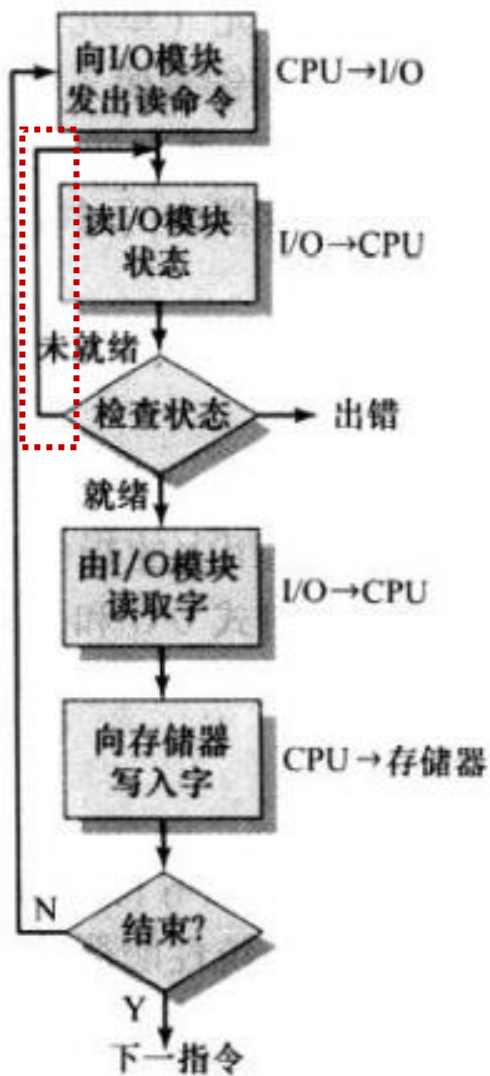 向I/O模块
发出读命令
CPU→I/O
读I/O模块
状态
I/O→CPU
未就绪
检查状态
出错
就绪
由I/O模块
读取字
I/O→CPU
向存储器
写入字
CPU→存储器
N
结束?
Y
下一指令